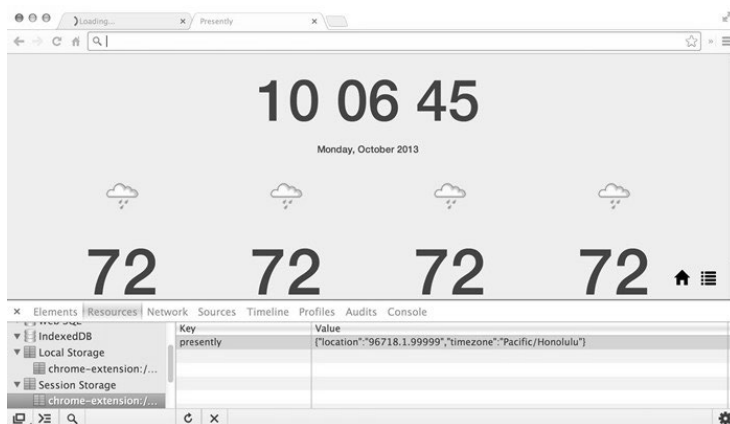 Loading...
Presently
10 06 45
Monday, October 2013
72 72 72 72
Elements Resources Network Sources Timeline Profiles Audits Console
Web SQL
IndexedDB
Local Storage
chrome-extension:/...
Session Storage
chrome-extension:/...
Key Value
presently {"location":"96718.1.99999","timezone":"Pacific/Honolulu"}